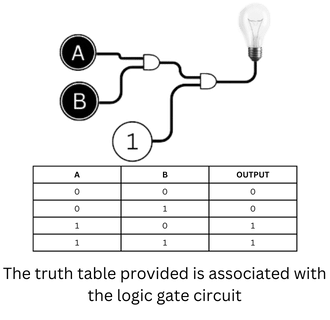 A
B
1
A B OUTPUT
0 0 0
0 1 0
1 0 1
1 1 1
The truth table provided is associated with
the logic gate circuit